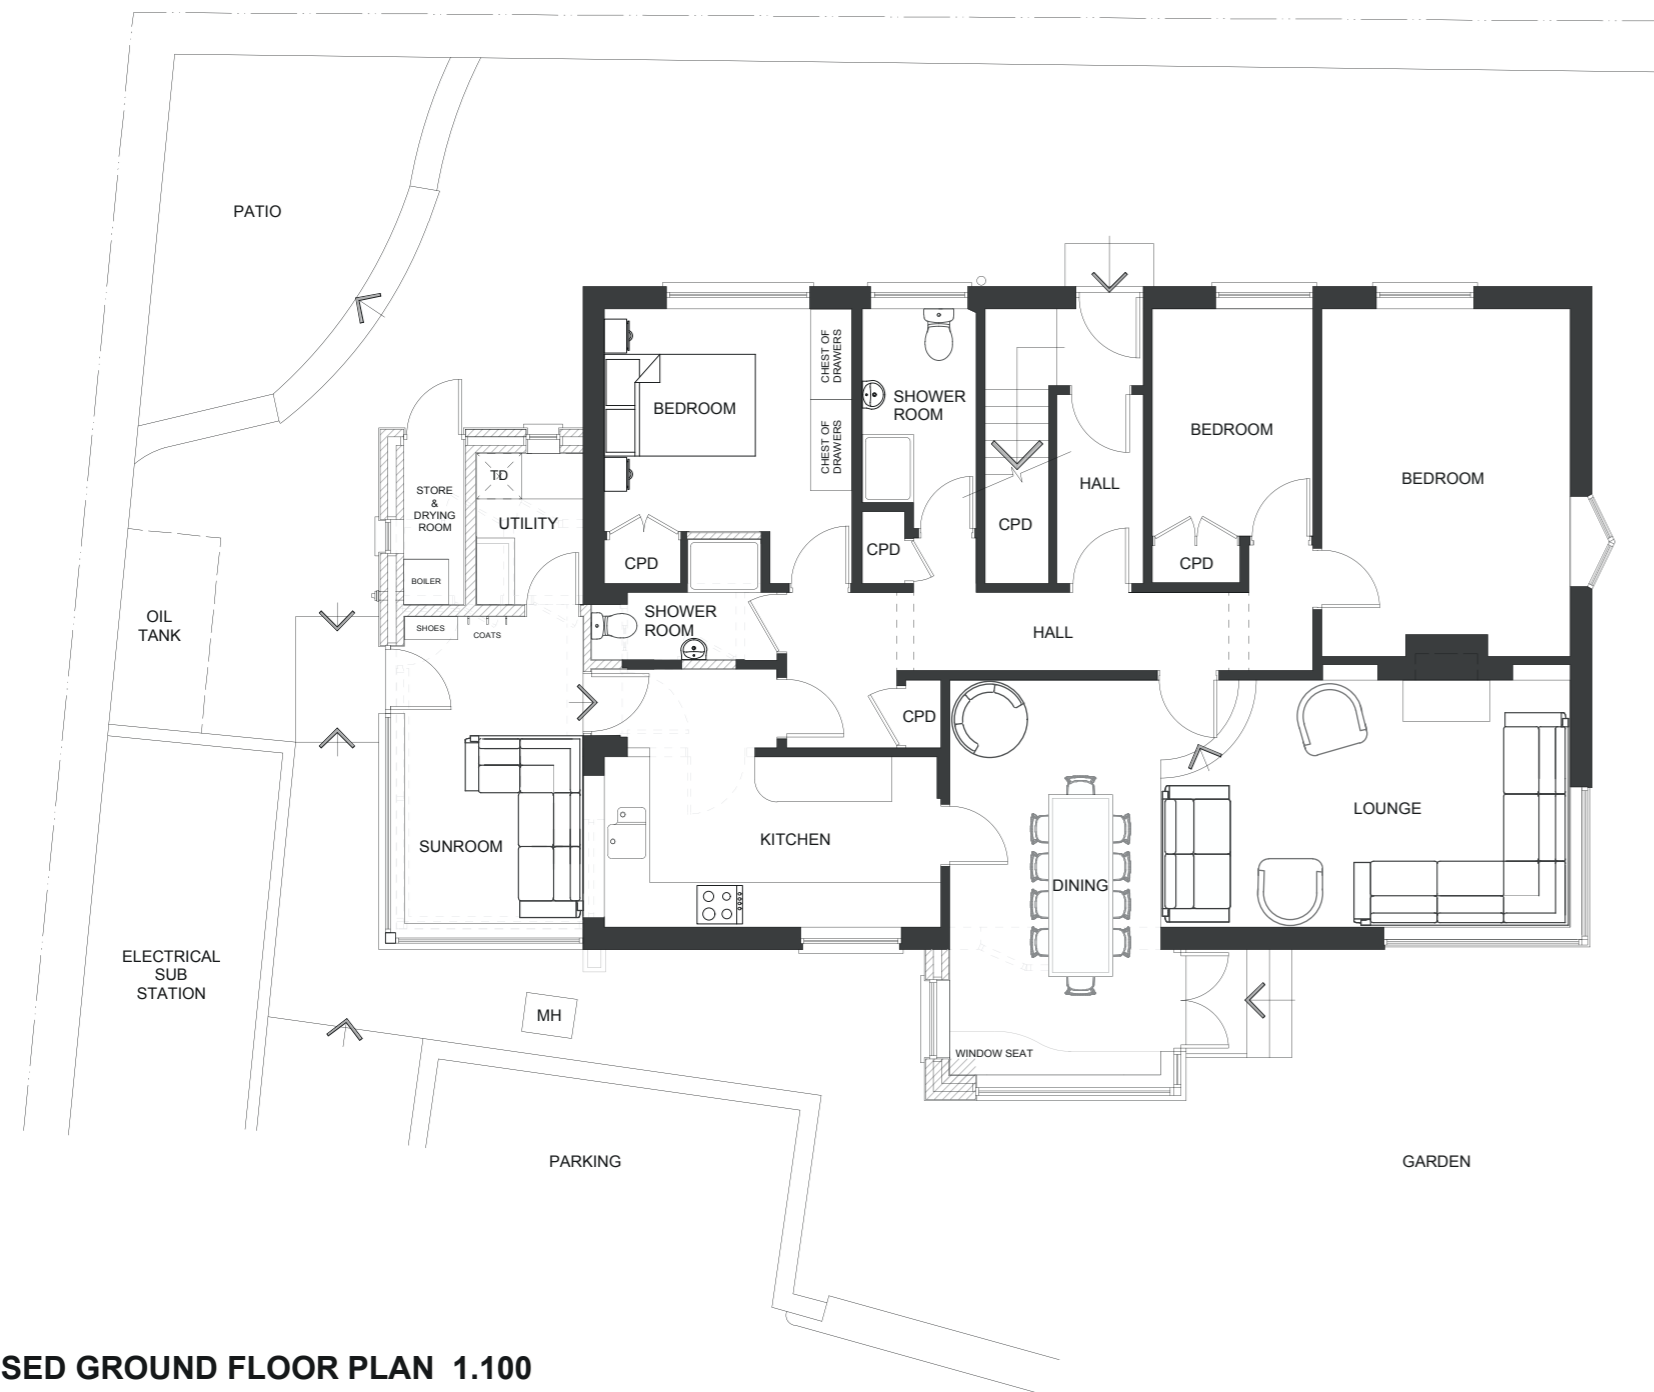 PATIO
CHEST OF
DRAWERS
CHEST OF
DRAWERS
BEDROOM
SHOWER
ROOM
BEDROOM
BEDROOM
HALL
TD
STORE
&
DRYING
ROOM
UTILITY
CPD
CPD
CPD
CPD
BOILER
OIL
TANK
SHOES
COATS
SHOWER
ROOM
HALL
CPD
LOUNGE
SUNROOM
KITCHEN
DINING
ELECTRICAL
SUB
STATION
MH
WINDOW SEAT
PARKING
GARDEN
SED GROUND FLOOR PLAN 1.100